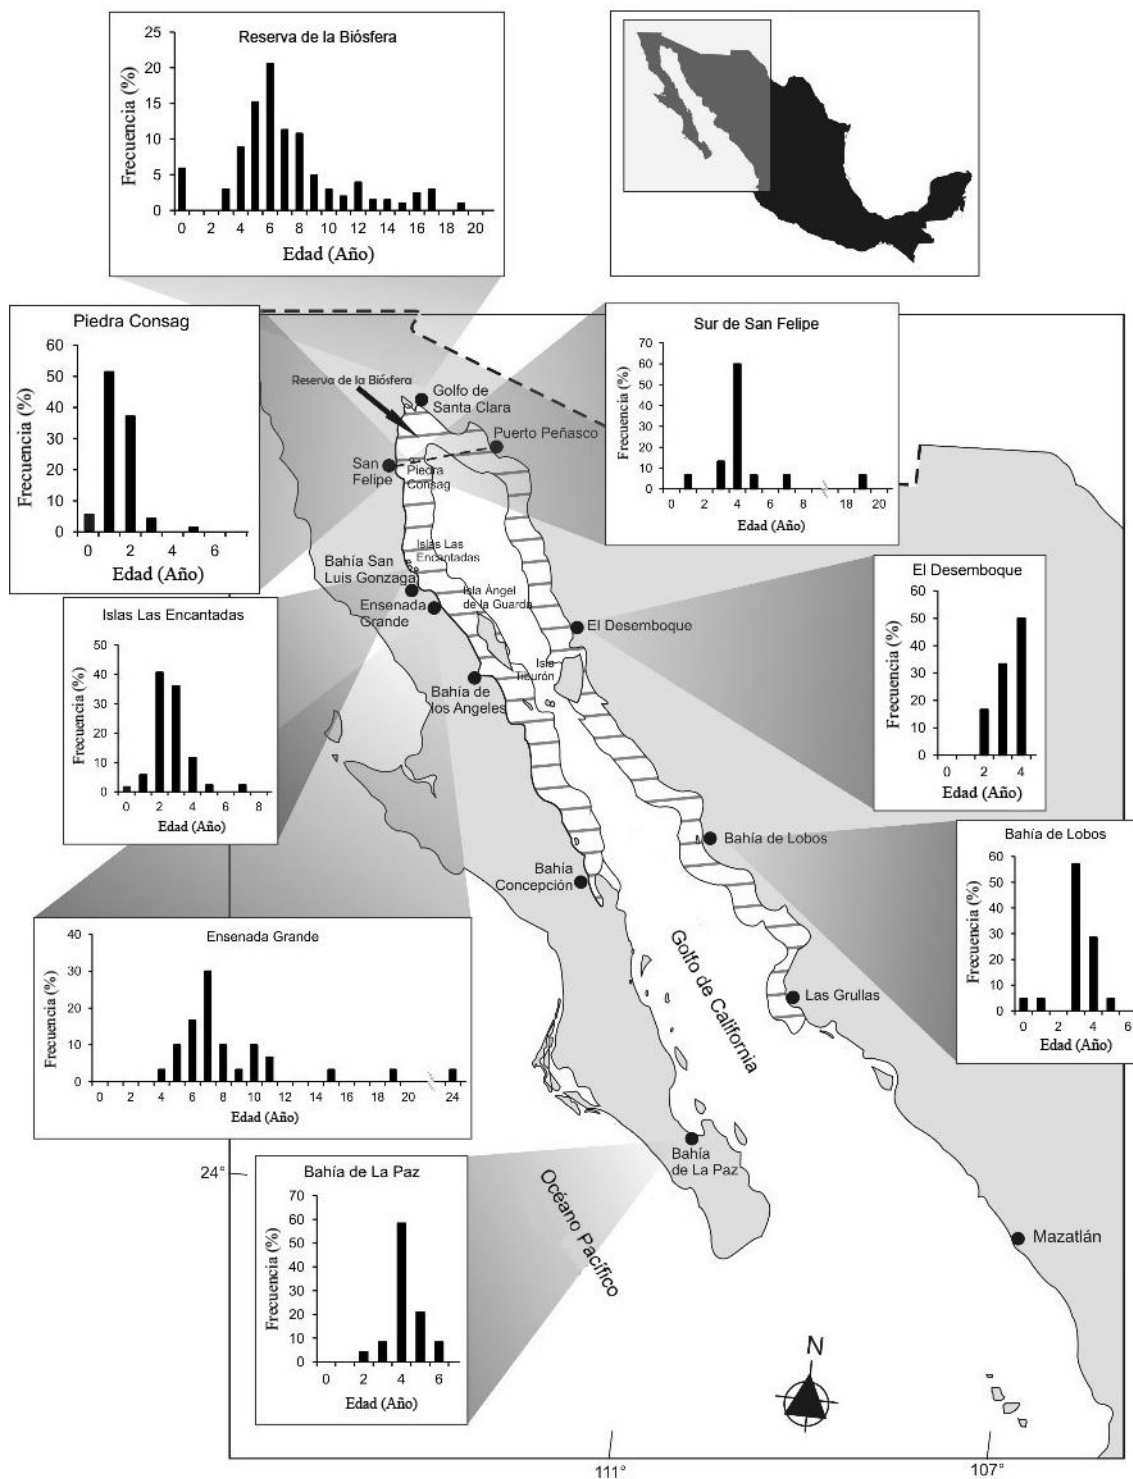 Reserva de la Biósfera
Frecuencia (%)
25
20
15
10
5
0
0 2 4 6 8 10 12 14 16 18 20
Edad (Año)
Piedra Consag
Frecuencia (%)
60
50
40
30
20
10
0
0 2 4 6
Edad (Año)
Sur de San Felipe
Frecuencia (%)
70
60
50
40
30
20
10
0
0 2 4 6 8 18 20
Edad (Año)
Reserva de la Biósfera
Golfo de
Santa Clara
Puerto Peñasco
San
Felipe
Piedra
Consag
Islas Las
Encantadas
Bahía San
Luis Gonzaga
Isla Ángel
de la Guarda
Ensenada
Grande
El Desemboque
Isla
Tiburón
Bahía de
los Angeles
El Desemboque
Frecuencia (%)
60
50
40
30
20
10
0
0 2 4
Edad (Año)
Islas Las Encantadas
Frecuencia (%)
50
40
30
20
10
0
0 2 4 6 8
Edad (Año)
Bahía de Lobos
Bahía de Lobos
Frecuencia (%)
60
50
40
30
20
10
0
0 2 4 6
Edad (Año)
Bahía
Concepción
Ensenada Grande
Frecuencia (%)
40
30
20
10
0
0 2 4 6 8 10 12 14 16 18 20 24
Edad (Año)
Golfo de California
Las Grullas
Bahía
de La Paz
24°
Bahía de La Paz
Frecuencia (%)
70
60
50
40
30
20
10
0
0 2 4 6
Edad (Año)
Océano Pacífico
Mazatlán
N
111°
107°